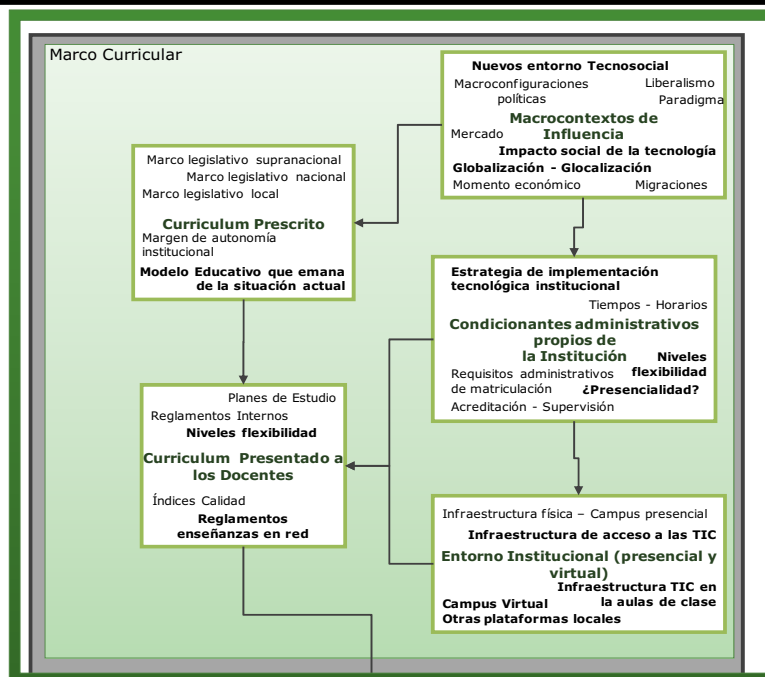 Marco Curricular
Nuevos entorno Tecnosocial
Macroconfiguraciones
políticas
Liberalismo
Paradigma
Macrocontextos de
Influencia
Mercado
Impacto social de la tecnología
Globalización - Glocalización
Momento económico
Migraciones
Marco legislativo supranacional
Marco legislativo nacional
Marco legislativo local
Curriculum Prescrito
Margen de autonomía
institucional
Modelo Educativo que emana
de la situación actual
Estrategia de implementación
tecnológica institucional
Tiempos - Horarios
Condicionantes administrativos
propios de
la Institución
Niveles
flexibilidad
Requisitos administrativos
de matriculación
¿Presencialidad?
Acreditación - Supervisión
Planes de Estudio
Reglamentos Internos
Niveles flexibilidad
Curriculum Presentado a
los Docentes
Índices Calidad
Reglamentos
enseñanzas en red
Infraestructura física – Campus presencial
Infraestructura de acceso a las TIC
Entorno Institucional (presencial y
virtual)
Infraestructura TIC en
la aulas de clase
Campus Virtual
Otras plataformas locales